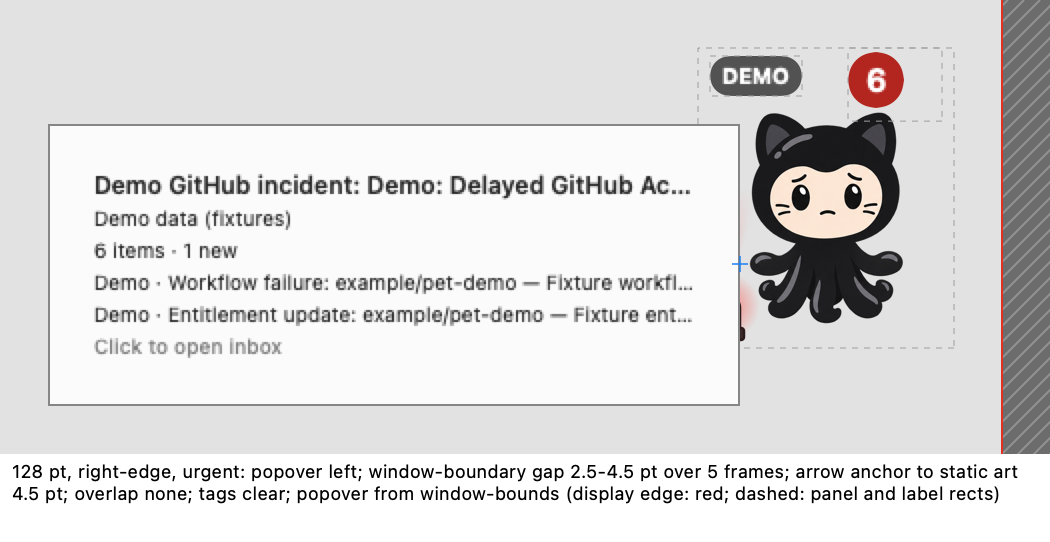 DEMO
6
Demo GitHub incident: Demo: Delayed GitHub Ac...
Demo data (fixtures)
6 items · 1 new
Demo · Workflow failure: example/pet-demo — Fixture workfl...
Demo · Entitlement update: example/pet-demo — Fixture ent...
Click to open inbox
128 pt, right-edge, urgent: popover left; window-boundary gap 2.5-4.5 pt over 5 frames; arrow anchor to static art
4.5 pt; overlap none; tags clear; popover from window-bounds (display edge: red; dashed: panel and label rects)